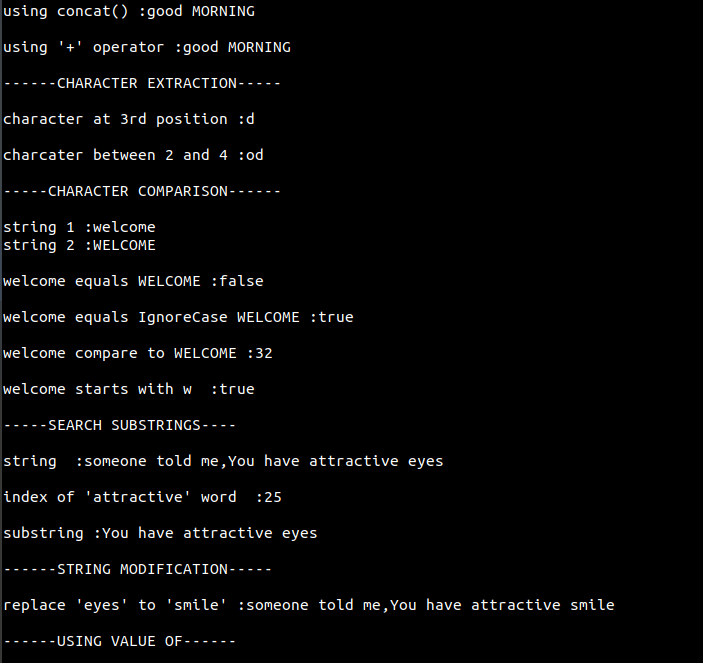 using concat() :good MORNING
using '+' operator :good MORNING
------CHARACTER EXTRACTION-----
character at 3rd position :d
charcater between 2 and 4 :od
-----CHARACTER COMPARISON------
string 1 :welcome
string 2 :WELCOME
welcome equals WELCOME :false
welcome equals IgnoreCase WELCOME :true
welcome compare to WELCOME :32
welcome starts with w  :true
-----SEARCH SUBSTRINGS----
string  :someone told me,You have attractive eyes
index of 'attractive' word  :25
substring :You have attractive eyes
------STRING MODIFICATION-----
replace 'eyes' to 'smile' :someone told me,You have attractive smile
------USING VALUE OF------